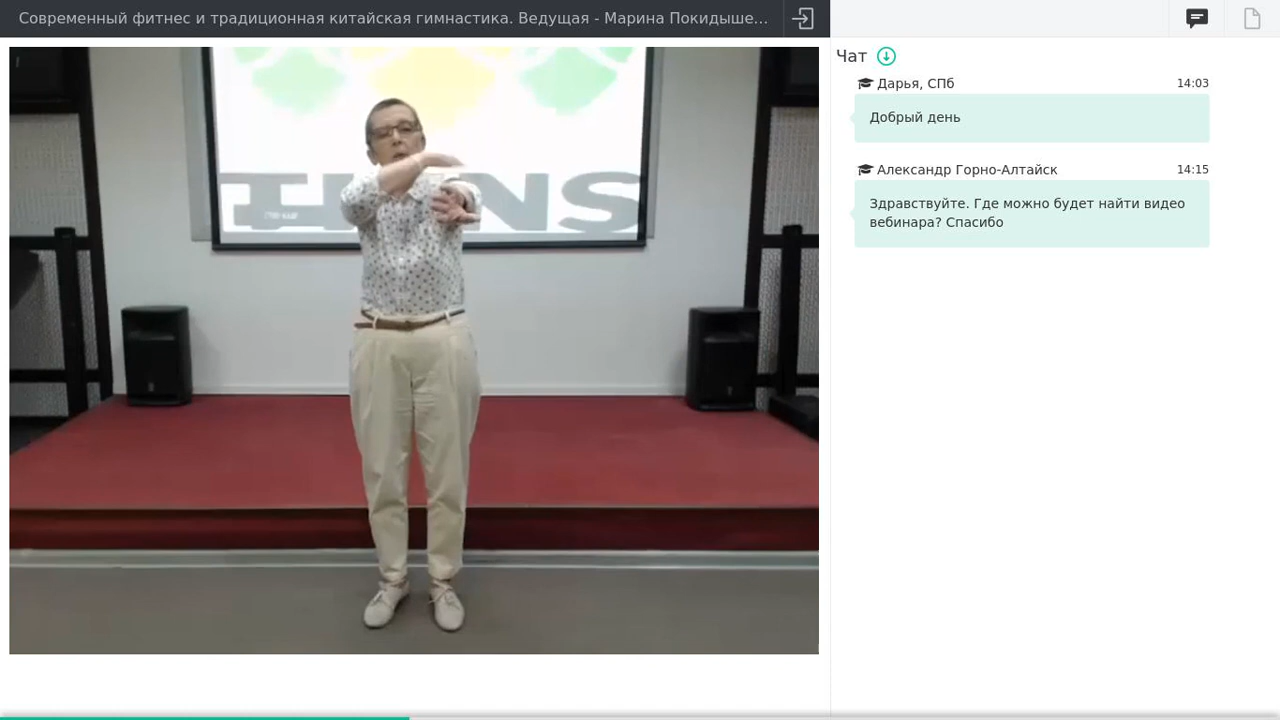 Современный фитнес и традиционная китайская гимнастика. Ведущая - Марина Покидыше...
Чат
Дарья, СПб 14:03
Добрый день
Александр Горно-Алтайск 14:15
Здравствуйте. Где можно будет найти видео
вебинара? Спасибо